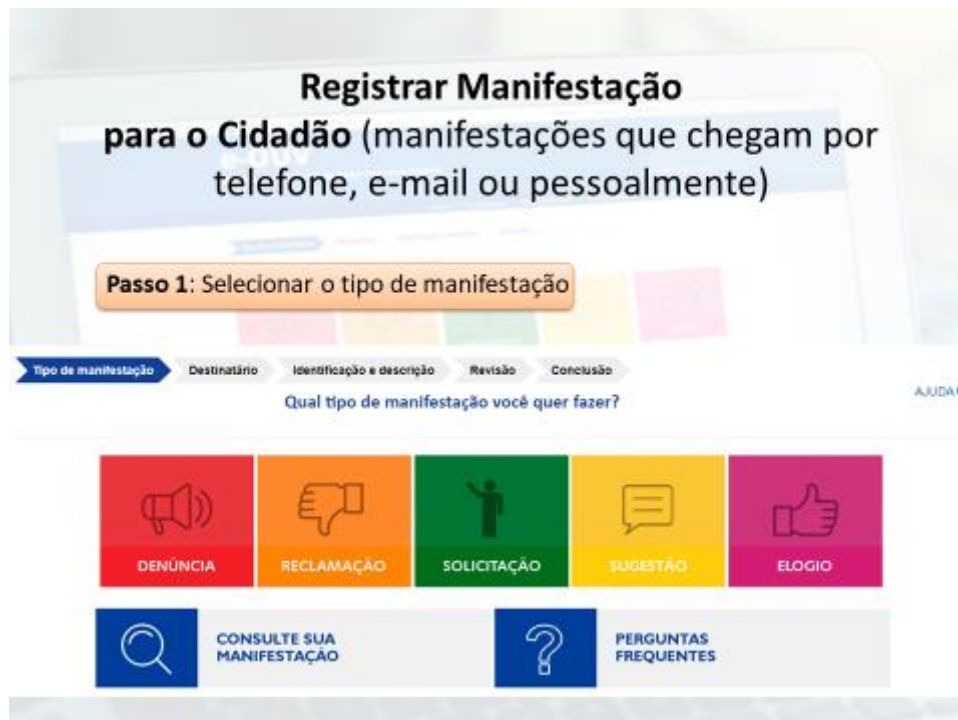 Registrar Manifestação
para o Cidadão (manifestações que chegam por
telefone, e-mail ou pessoalmente)
Passo 1: Selecionar o tipo de manifestação
Tipo de manifestação Destinatário Identificação e descrição Revisão Conclusão
Qual tipo de manifestação você quer fazer?
AJUDA
DENÚNCIA RECLAMAÇÃO SOLICITAÇÃO SUGESTÃO ELOGIO
CONSULTE SUA
MANIFESTAÇÃO
PERGUNTAS
FREQUENTES